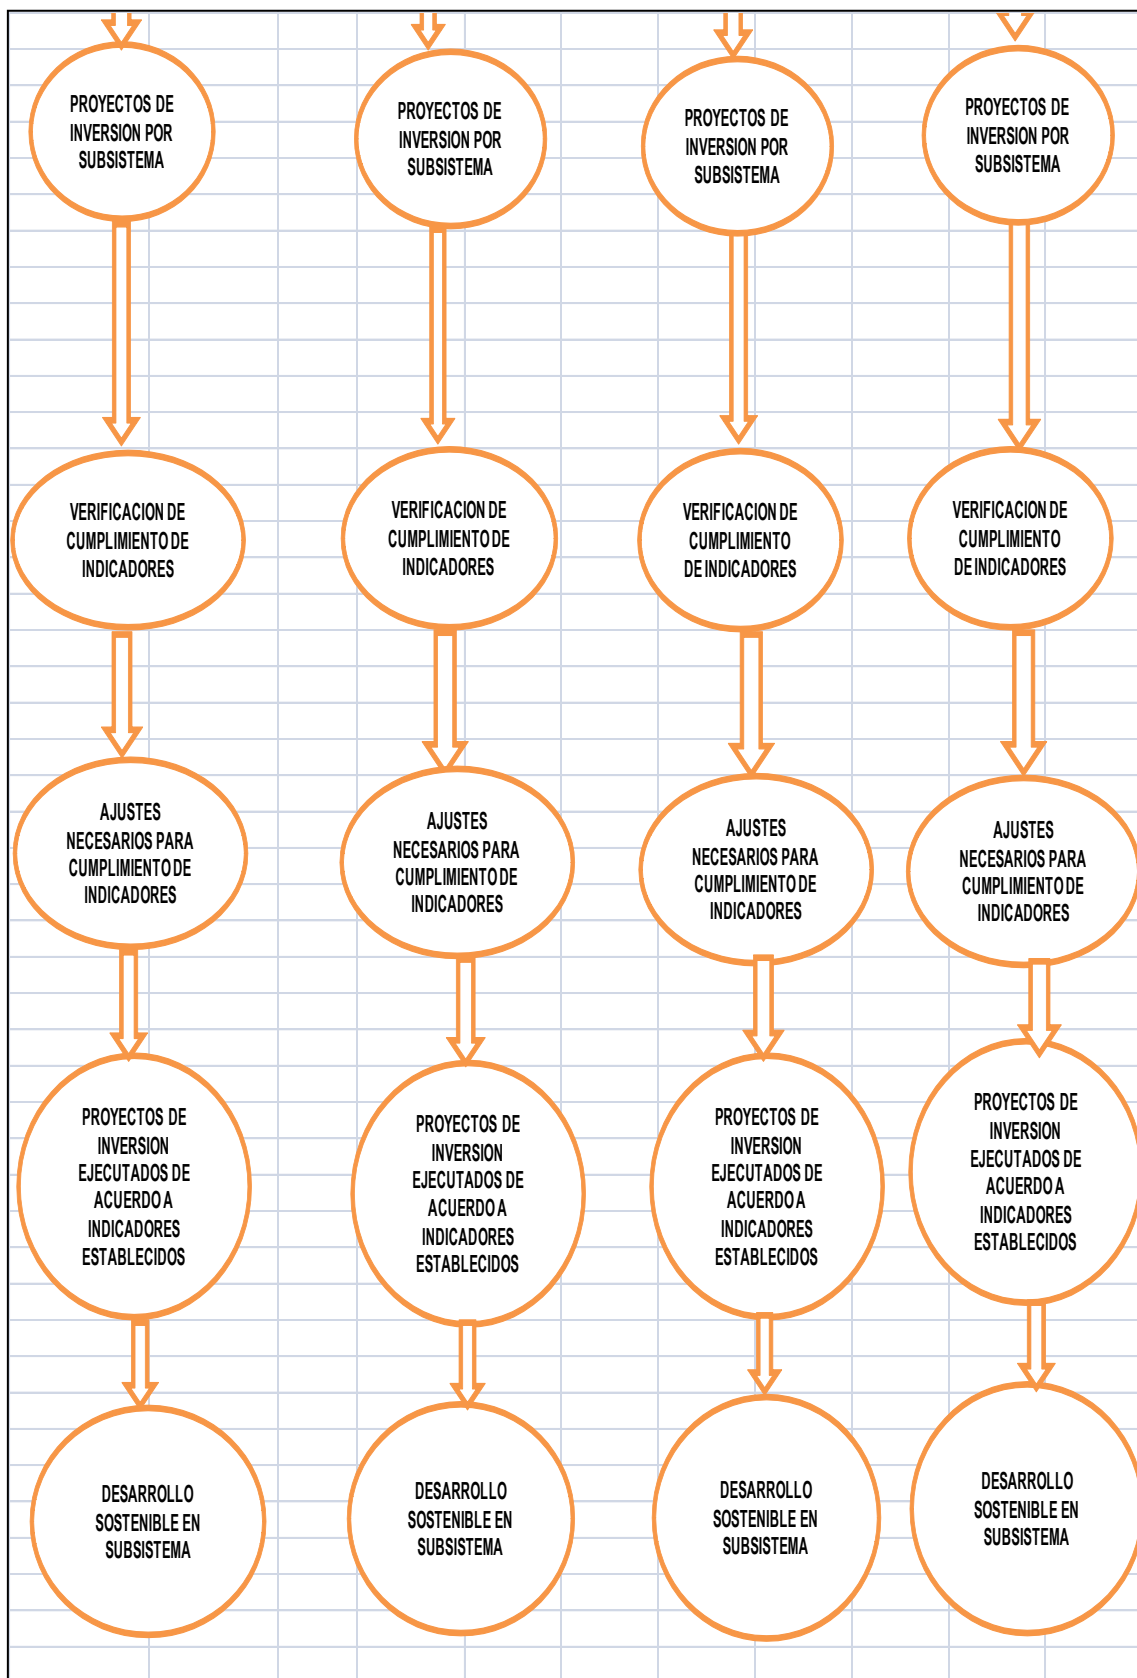 PROYECTOS DE
INVERSION POR
SUBSISTEMA
PROYECTOS DE
INVERSION POR
SUBSISTEMA
PROYECTOS DE
INVERSION POR
SUBSISTEMA
PROYECTOS DE
INVERSION POR
SUBSISTEMA
VERIFICACION DE
CUMPLIMIENTO DE
INDICADORES
VERIFICACION DE
CUMPLIMIENTO DE
INDICADORES
VERIFICACION DE
CUMPLIMIENTO
DE INDICADORES
VERIFICACION DE
CUMPLIMIENTO
DE INDICADORES
AJUSTES
NECESARIOS PARA
CUMPLIMIENTO DE
INDICADORES
AJUSTES
NECESARIOS PARA
CUMPLIMIENTO DE
INDICADORES
AJUSTES
NECESARIOS PARA
CUMPLIMIENTO DE
INDICADORES
AJUSTES
NECESARIOS PARA
CUMPLIMIENTO DE
INDICADORES
PROYECTOS DE
INVERSION
EJECUTADOS DE
ACUERDO A
INDICADORES
ESTABLECIDOS
PROYECTOS DE
INVERSION
EJECUTADOS DE
ACUERDO A
INDICADORES
ESTABLECIDOS
PROYECTOS DE
INVERSION
EJECUTADOS DE
ACUERDO A
INDICADORES
ESTABLECIDOS
PROYECTOS DE
INVERSION
EJECUTADOS DE
ACUERDO A
INDICADORES
ESTABLECIDOS
DESARROLLO
SOSTENIBLE EN
SUBSISTEMA
DESARROLLO
SOSTENIBLE EN
SUBSISTEMA
DESARROLLO
SOSTENIBLE EN
SUBSISTEMA
DESARROLLO
SOSTENIBLE EN
SUBSISTEMA